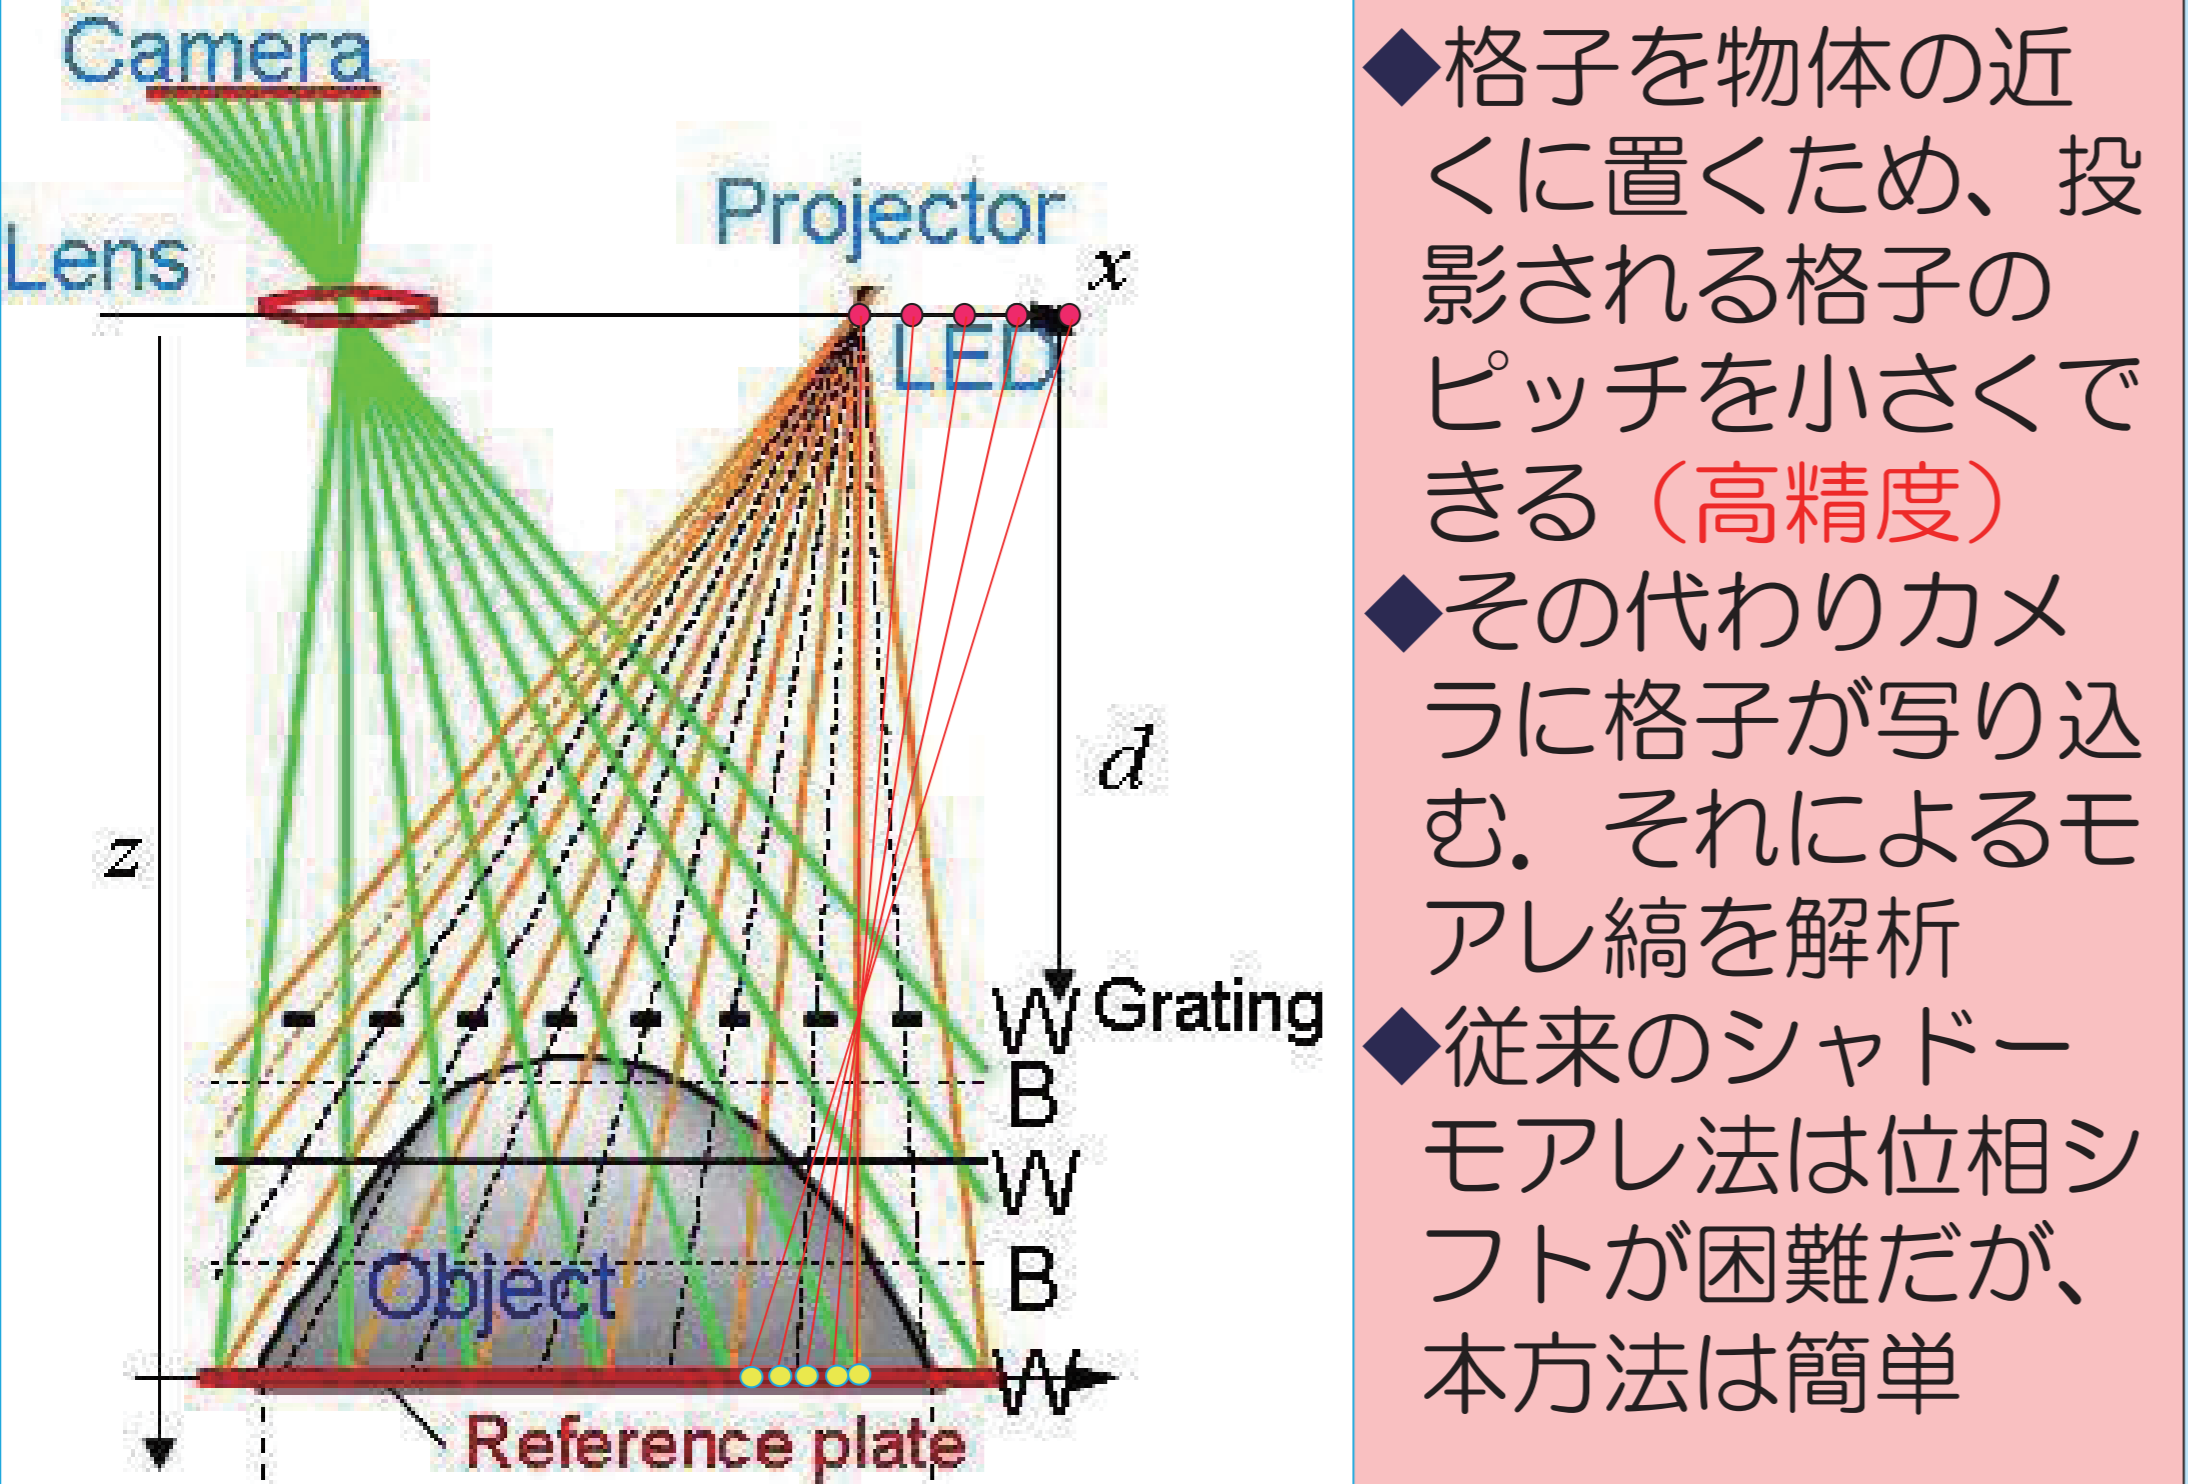 Camera
Lens
Projector
x
LED
d
z
Grating
W
B
W
B
W
Object
Reference plate
◆格子を物体の近
くに置くため、投
影される格子の
ピッチを小さくで
きる（高精度）
◆その代わりカメ
ラに格子が写り込
む．それによるモ
アレ縞を解析
◆従来のシャドー
モアレ法は位相シ
フトが困難だが、
本方法は簡単